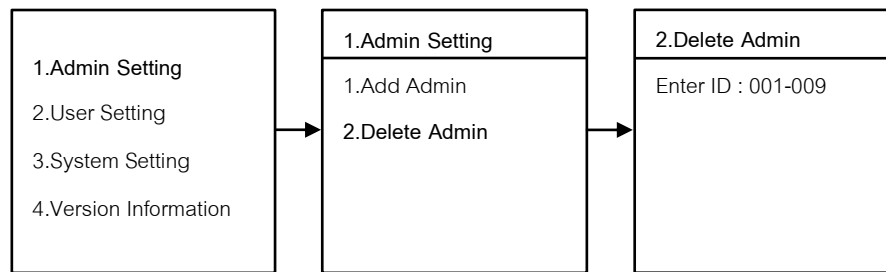 1.Admin Setting
2.User Setting
3.System Setting
4.Version Information
1.Admin Setting
1.Add Admin
2.Delete Admin
2.Delete Admin
Enter ID : 001-009